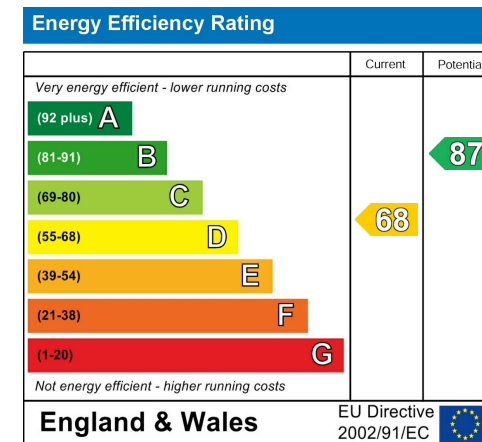 Energy Efficiency Rating
Current Potentia
Very energy efficient - lower running costs
(92 plus) A
(81-91) B
87
(69-80) C
68
(55-68) D
(39-54) E
(21-38) F
(1-20) G
Not energy efficient - higher running costs
England & Wales
EU Directive
2002/91/EC